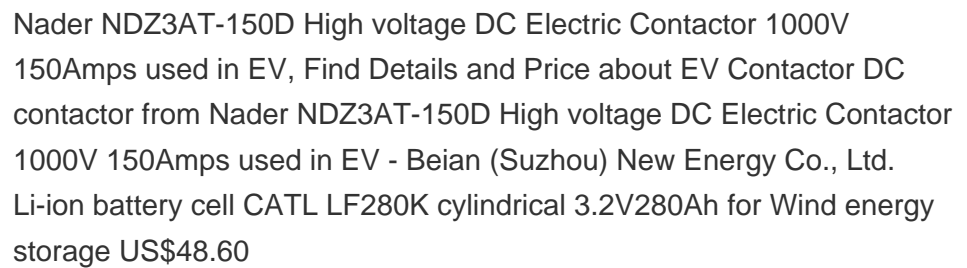 Nader NDZ3AT-150D High voltage DC Electric Contactor 1000V
150Amps used in EV, Find Details and Price about EV Contactor DC
contactor from Nader NDZ3AT-150D High voltage DC Electric Contactor
1000V 150Amps used in EV - Beian (Suzhou) New Energy Co., Ltd.
Li-ion battery cell CATL LF280K cylindrical 3.2V280Ah for Wind energy
storage US$48.60